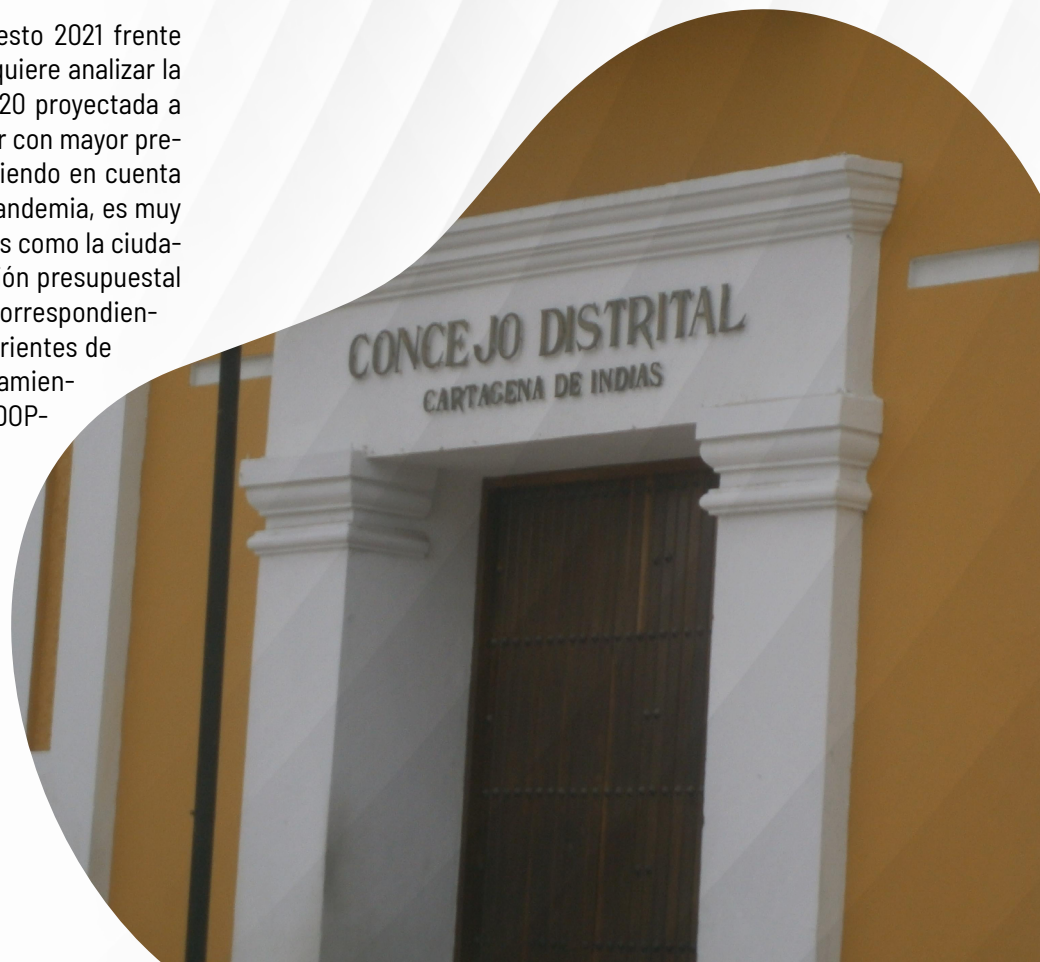 esto 2021 frente
quiere analizar la
20 proyectada a
r con mayor pre-
iendo en cuenta
andemia, es muy
s como la ciuda-
ión presupuestal
orrespondien-
rientes de
amien-
OOP-
CONCEJO DISTRITAL
CARTAGENA DE INDIAS